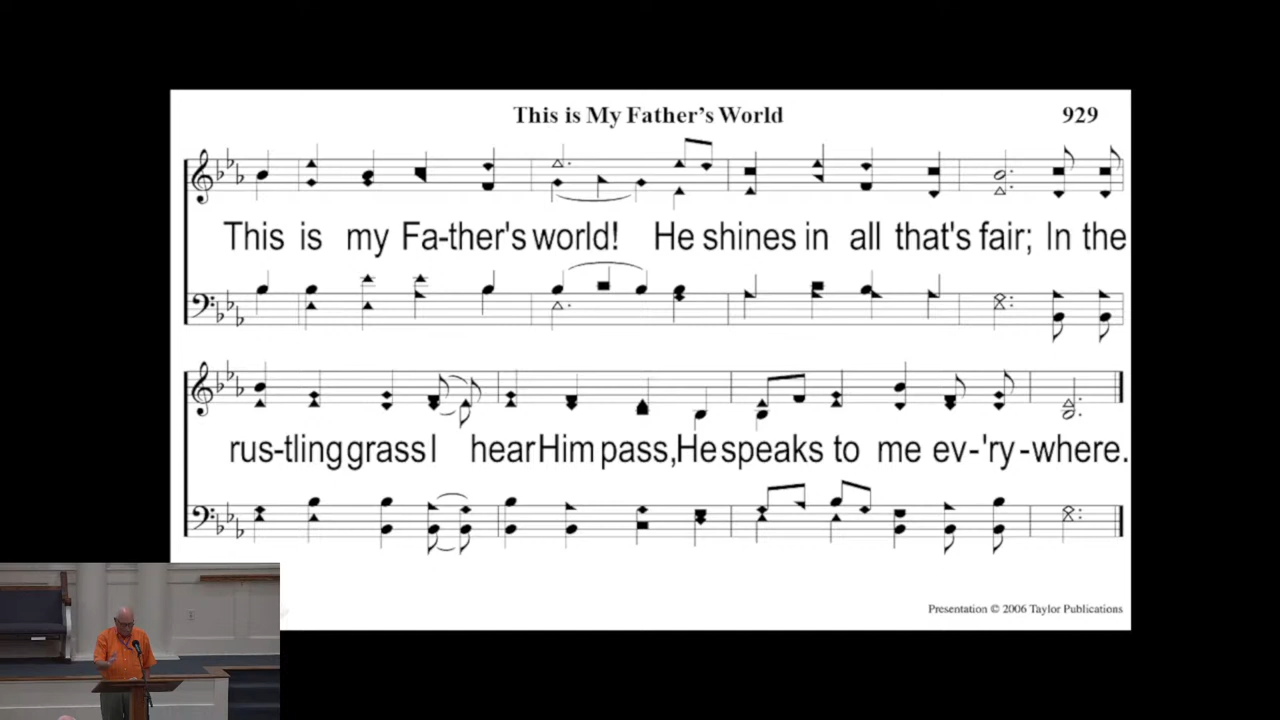 This is My Father's World 929
This is my Fa-ther's world! He shines in all that's fair; In the
rus-tling grass I hear Him pass, He speaks to me ev-'ry-where.
Presentation © 2006 Taylor Publications